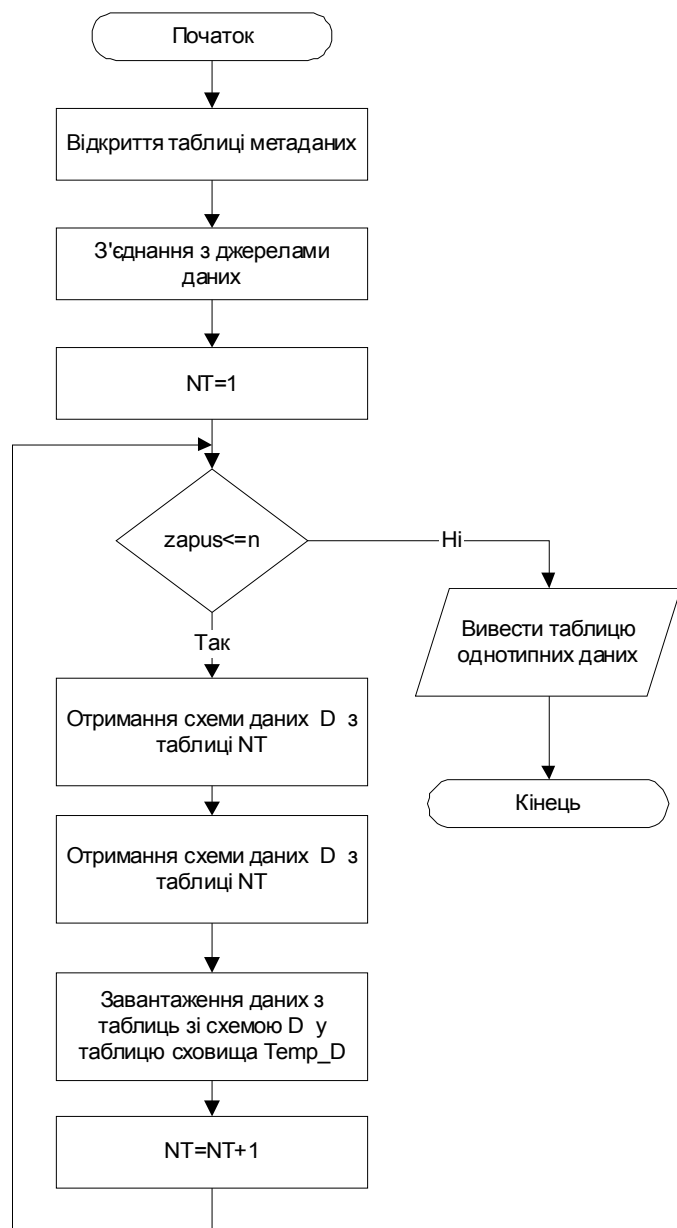 Початок
Відкриття таблиці метаданих
З'єднання з джерелами
даних
NT=1
zapus<=n
Ні
Так
Вивести таблицю
однотипних даних
Отримання схеми даних D з
таблиці NT
Кінець
Отримання схеми даних D з
таблиці NT
Завантаження даних з
таблиць зі схемою D у
таблицю сховища Temp_D
NT=NT+1